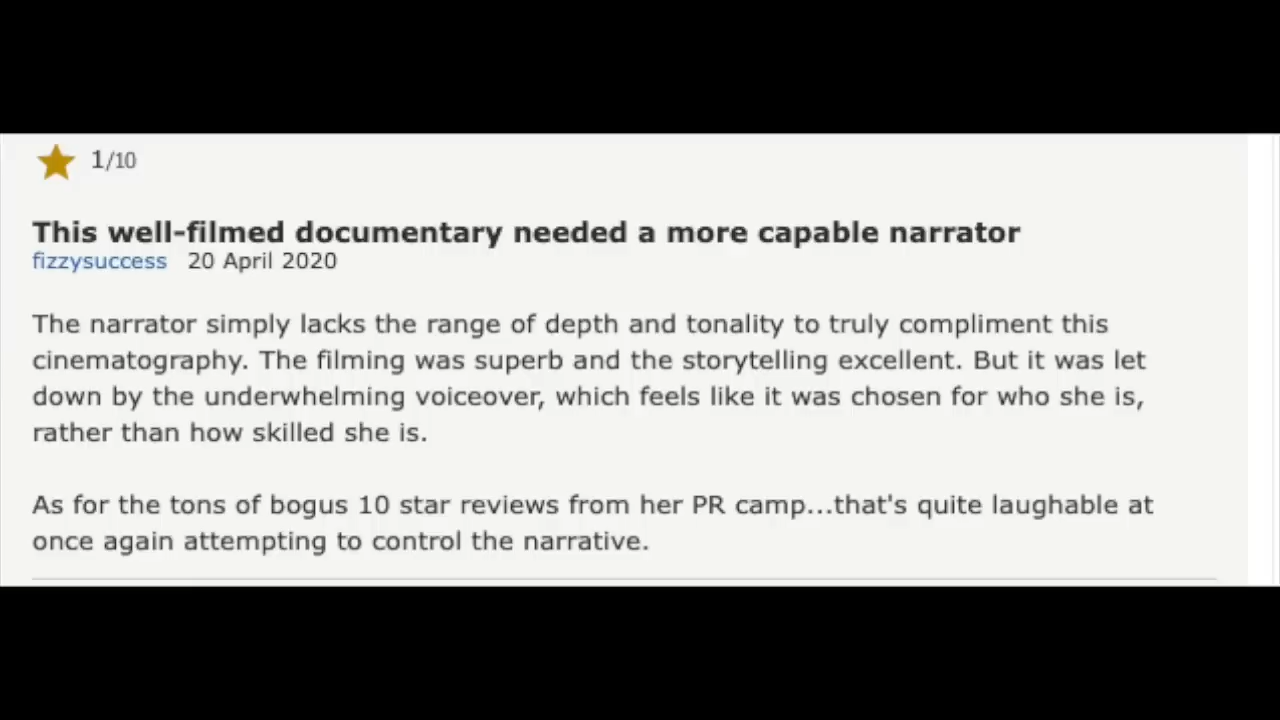 1/10
This well-filmed documentary needed a more capable narrator
fizzysuccess 20 April 2020
The narrator simply lacks the range of depth and tonality to truly compliment this
cinematography. The filming was superb and the storytelling excellent. But it was let
down by the underwhelming voiceover, which feels like it was chosen for who she is,
rather than how skilled she is.
As for the tons of bogus 10 star reviews from her PR camp...that's quite laughable at
once again attempting to control the narrative.